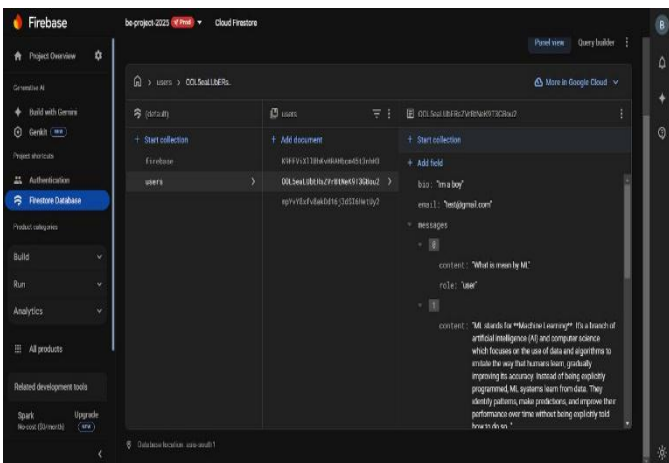 Firebase
be-project-2025 Prod Cloud Firestore
B
Project Overview
Panel view Query builder
Generative AI
users
More in Google Cloud
Build with Gemini
(default)
users
Genkit NEW
Start collection
Add document
Start collection
Project shortcuts
firebase
Add field
Authentication
users
bio: "Im a boy"
Firestore Database
email: "test@gmail.com"
Product categories
messages
0
Build
content: "What is mean by ML"
Run
role: "user"
Analytics
1
All products
content: "ML stands for **Machine Learning**. It's a branch of
artificial intelligence (AI) and computer science
which focuses on the use of data and algorithms to
imitate the way that humans learn, gradually
improving its accuracy. Instead of being explicitly
programmed, ML systems learn from data. They
identify patterns, make predictions, and improve their
performance over time without being explicitly told
how to do so. "
Related development tools
Spark
No-cost ($0/month)
Upgrade
Database location: asia-south1